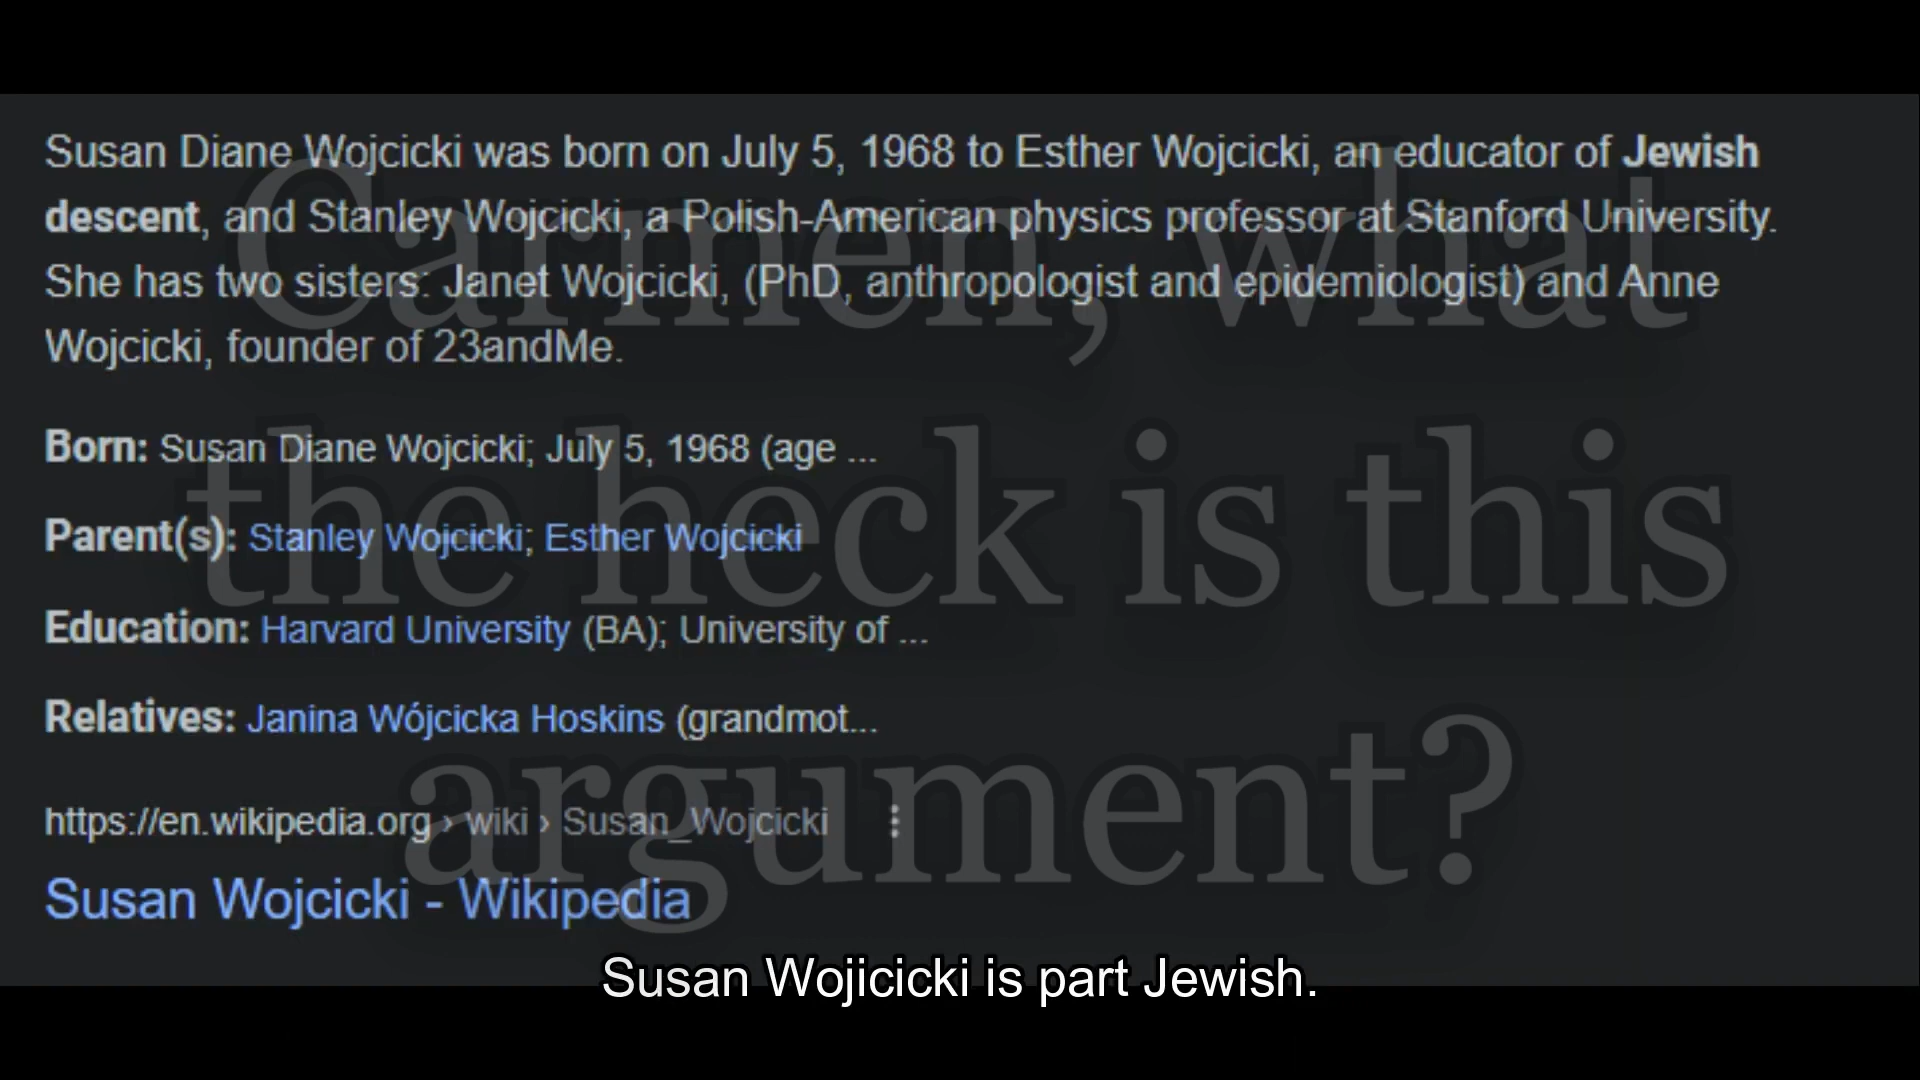 Susan Diane Wojcicki was born on July 5, 1968 to Esther Wojcicki, an educator of Jewish
descent, and Stanley Wojcicki, a Polish-American physics professor at Stanford University.
She has two sisters: Janet Wojcicki, (PhD, anthropologist and epidemiologist) and Anne
Wojcicki, founder of 23andMe.
Born: Susan Diane Wojcicki; July 5, 1968 (age ...
Parent(s): Stanley Wojcicki; Esther Wojcicki
Education: Harvard University (BA); University of ...
Relatives: Janina Wójcicka Hoskins (grandmot...
https://en.wikipedia.org › wiki › Susan_Wojcicki
Susan Wojcicki - Wikipedia
Carmen, what
the heck is this
argument?
Susan Wojicicki is part Jewish.